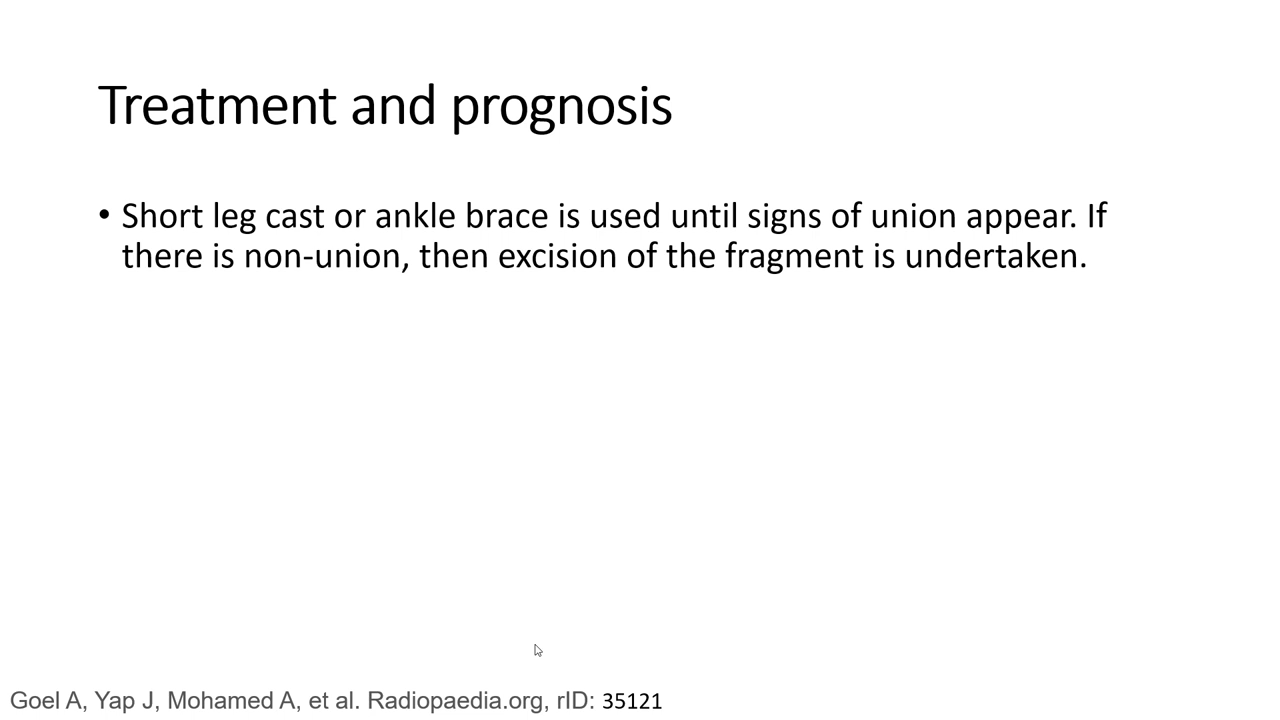 Treatment and prognosis
• Short leg cast or ankle brace is used until signs of union appear. If
there is non-union, then excision of the fragment is undertaken.
Goel A, Yap J, Mohamed A, et al. Radiopaedia.org, rID: 35121